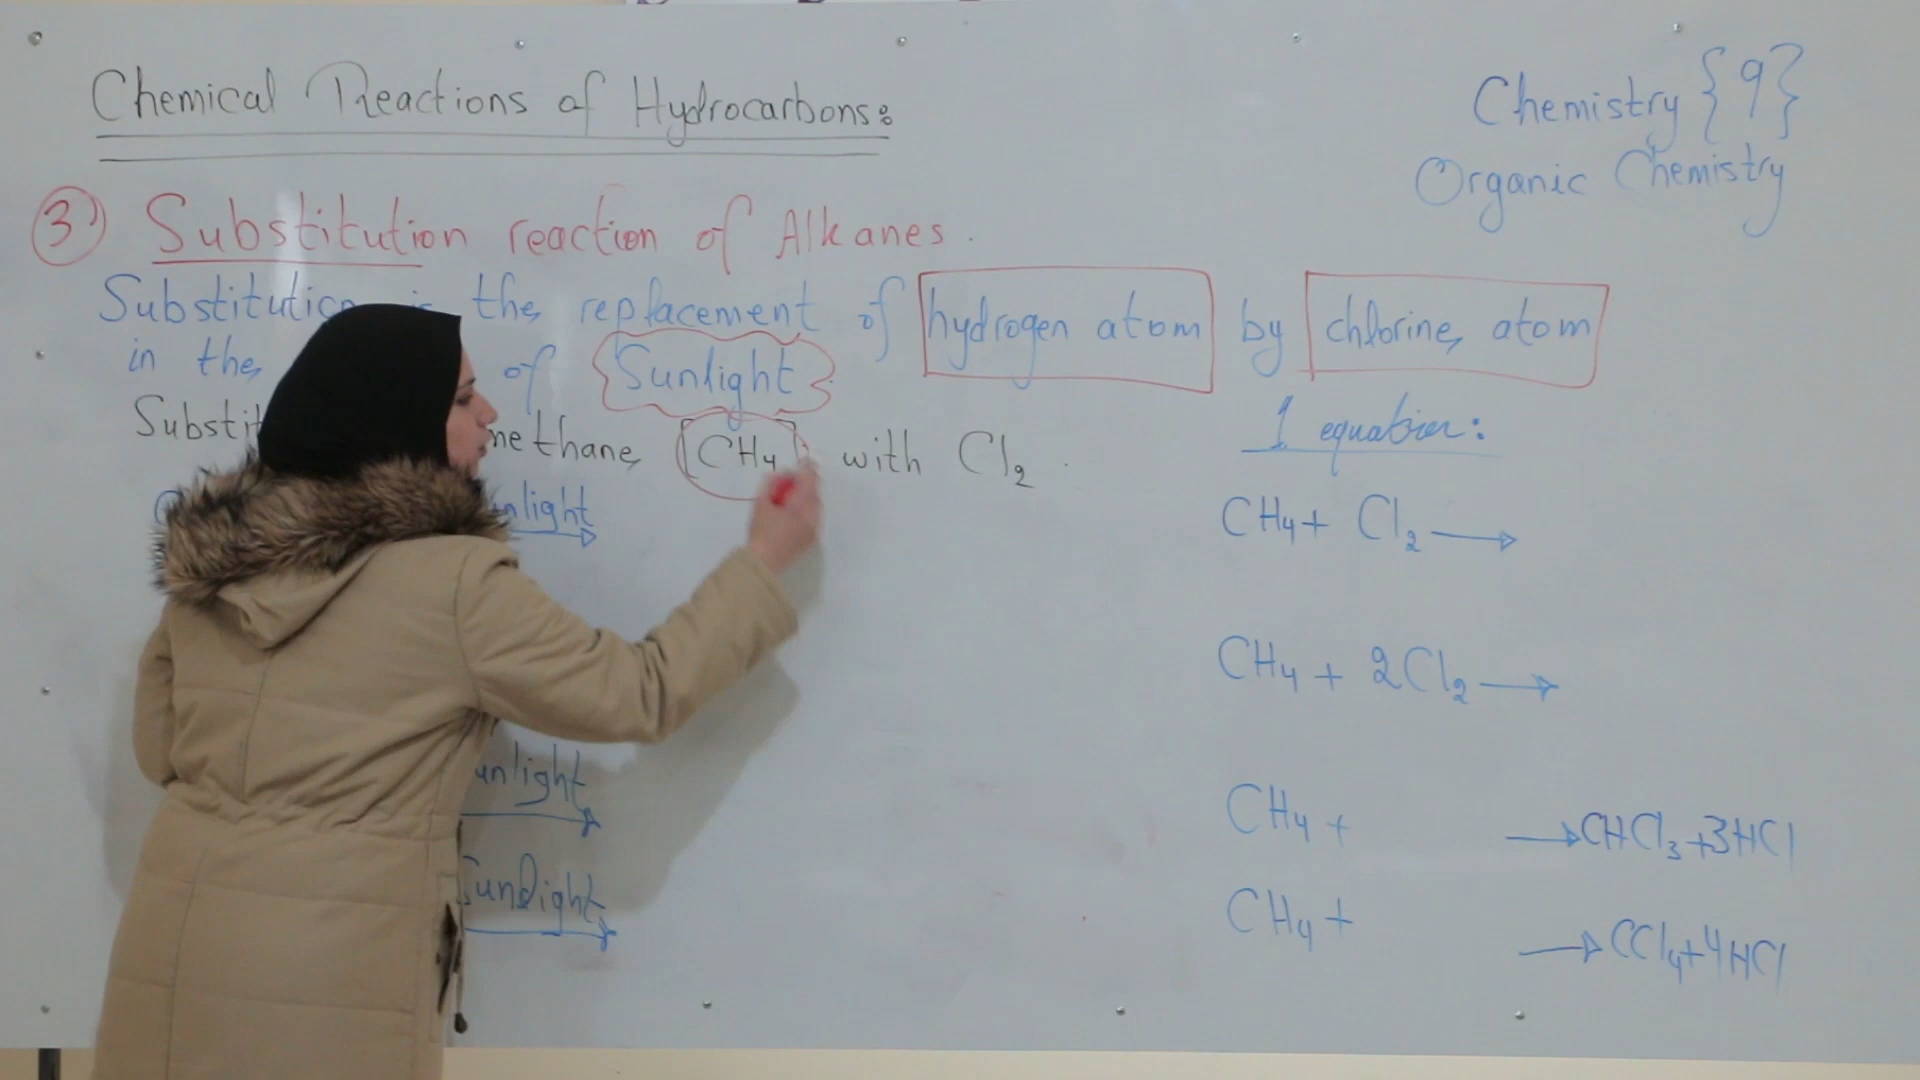 Chemical Reactions of Hydrocarbons:
Chemistry {9}
Organic Chemistry
3 Substitution reaction of Alkanes.
Substitution the replacement of hydrogen atom by chlorine atom
in the of Sunlight
methane [CH4] with Cl2.
1 equation:
CH4 + Cl2 →
CH4 + 2Cl2 →
CH4 + → CHCl3 + 3HCl
Sunlight
CH4 + → CCl4 + 4HCl